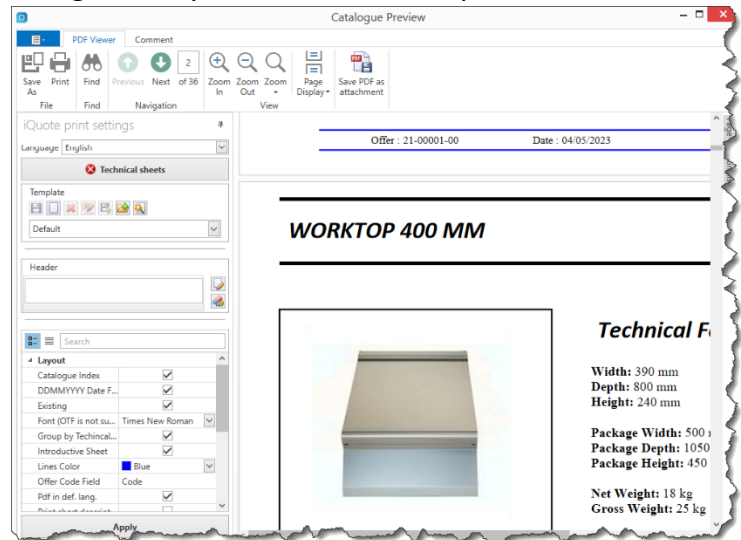 Catalogue Preview
PDF Viewer Comment
Save As Print Find Previous Next 2 of 36 Zoom In Zoom Out Zoom Page Display Save PDF as attachment
File Find Navigation View
iQuote print settings
Language English
Technical sheets
Template
Default
Header
Search
Layout
Catalogue Index
DDMMYYYY Date F...
Existing
Font (OTF is not su... Times New Roman
Group by Techincal...
Introductive Sheet
Lines Color Blue
Offer Code Field Code
Pdf in def. lang.
Apply
Offer : 21-00001-00 Date : 04/05/2023
WORKTOP 400 MM
Technical
Width: 390 mm
Depth: 800 mm
Height: 240 mm
Package Width: 500
Package Depth: 1050
Package Height: 450
Net Weight: 18 kg
Gross Weight: 25 kg